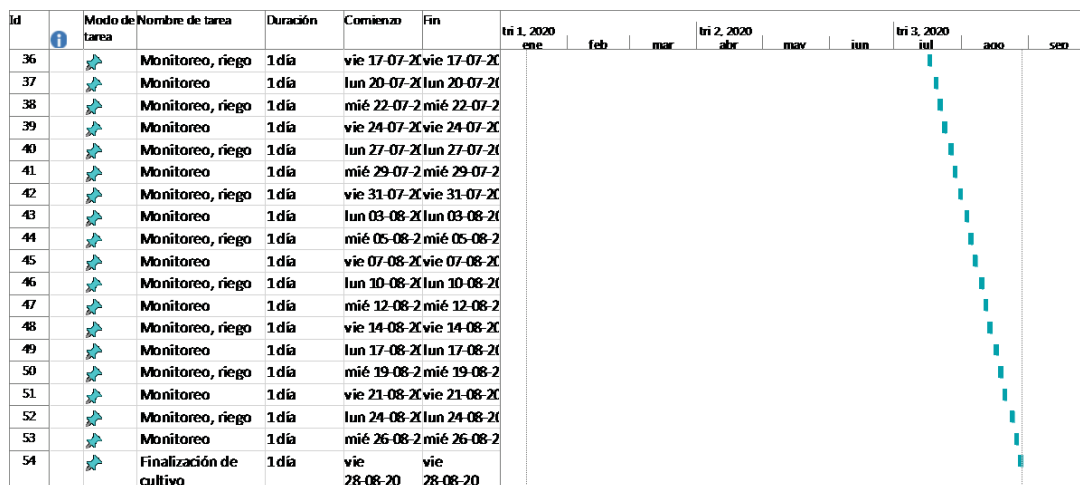 Id Modo de tarea Nombre de tarea Duración Comienzo Fin
tri 1, 2020 tri 2, 2020 tri 3, 2020
ene feb mar abr may jun jul ago sep
36 Monitoreo, riego 1 día vie 17-07-20 vie 17-07-20
37 Monitoreo 1 día lun 20-07-20 lun 20-07-20
38 Monitoreo, riego 1 día mié 22-07-2 mié 22-07-2
39 Monitoreo 1 día vie 24-07-20 vie 24-07-20
40 Monitoreo, riego 1 día lun 27-07-20 lun 27-07-20
41 Monitoreo 1 día mié 29-07-2 mié 29-07-2
42 Monitoreo, riego 1 día vie 31-07-20 vie 31-07-20
43 Monitoreo 1 día lun 03-08-20 lun 03-08-20
44 Monitoreo, riego 1 día mié 05-08-2 mié 05-08-2
45 Monitoreo 1 día vie 07-08-20 vie 07-08-20
46 Monitoreo, riego 1 día lun 10-08-20 lun 10-08-20
47 Monitoreo 1 día mié 12-08-2 mié 12-08-2
48 Monitoreo, riego 1 día vie 14-08-20 vie 14-08-20
49 Monitoreo 1 día lun 17-08-20 lun 17-08-20
50 Monitoreo, riego 1 día mié 19-08-2 mié 19-08-2
51 Monitoreo 1 día vie 21-08-20 vie 21-08-20
52 Monitoreo, riego 1 día lun 24-08-20 lun 24-08-20
53 Monitoreo 1 día mié 26-08-2 mié 26-08-2
54 Finalización de cultivo 1 día vie 28-08-20 vie 28-08-20